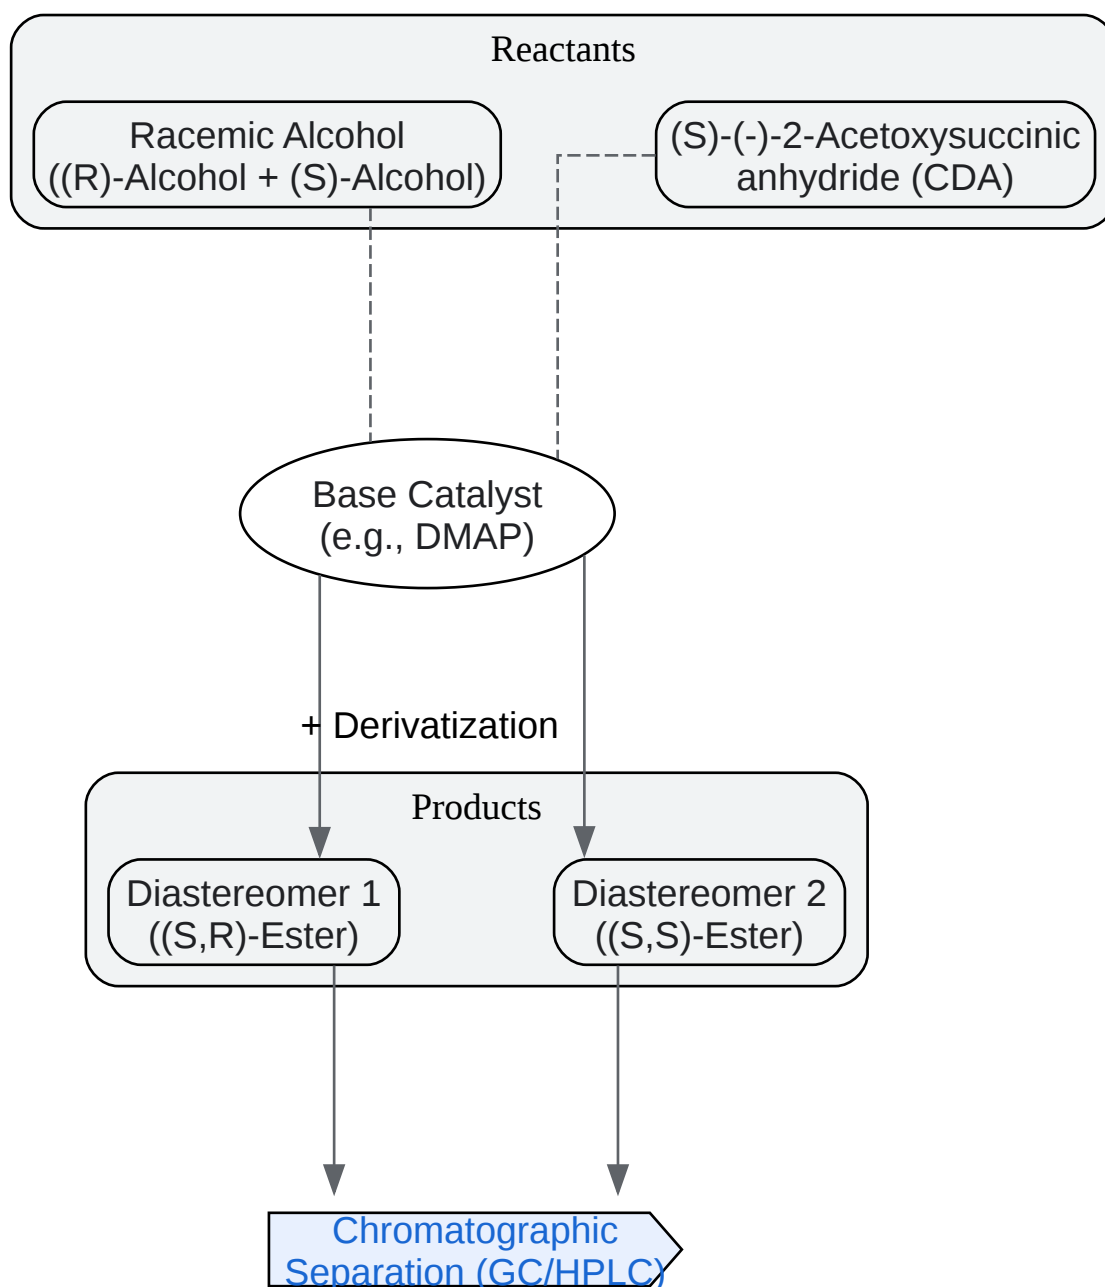 Reactants
Racemic Alcohol
((R)-Alcohol + (S)-Alcohol)
(S)-(-)-2-Acetoxysuccinic
anhydride (CDA)
Base Catalyst
(e.g., DMAP)
+ Derivatization
Products
Diastereomer 1
((S,R)-Ester)
Diastereomer 2
((S,S)-Ester)
Chromatographic
Separation (GC/HPLC)